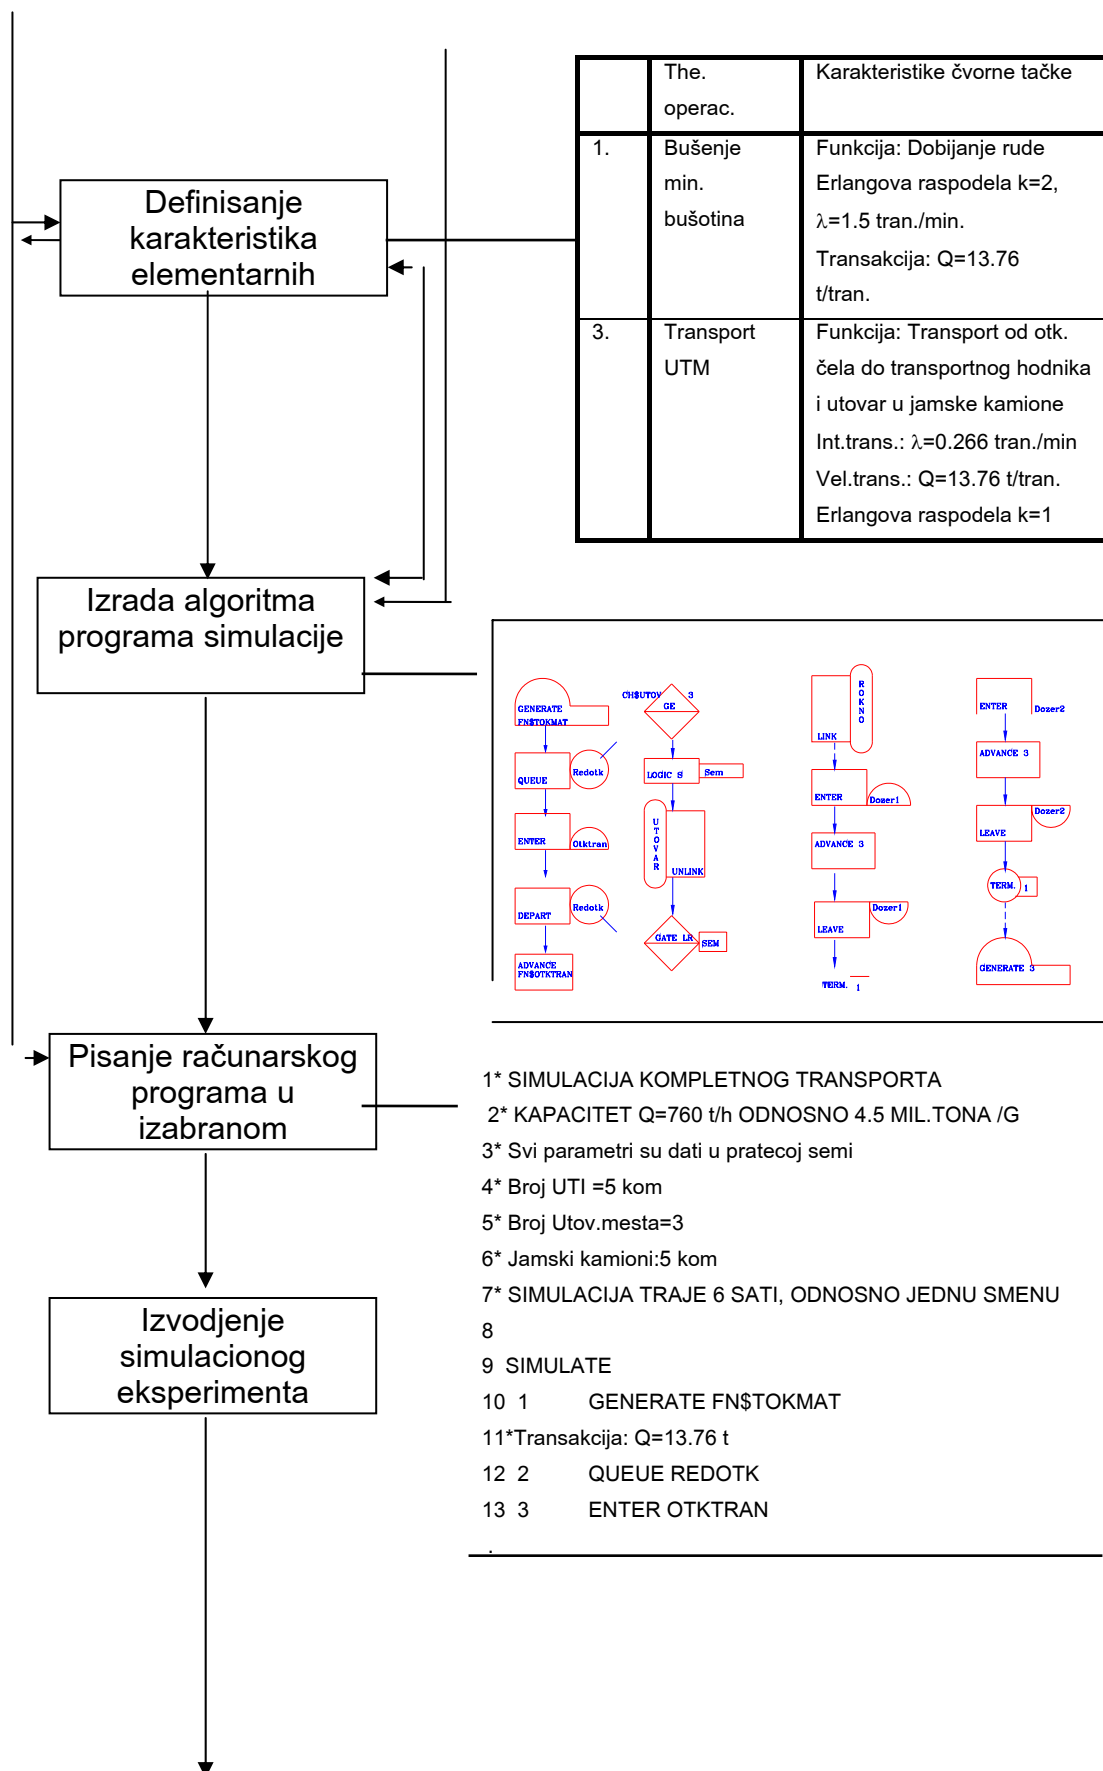 The.
operac.
Karakteristike čvorne tačke
1.
Bušenje
min.
bušotina
Funkcija: Dobijanje rude
Erlangova raspodela k=2,
λ=1.5 tran./min.
Transakcija: Q=13.76
t/tran.
3.
Transport
UTM
Funkcija: Transport od otk.
čela do transportnog hodnika
i utovar u jamske kamione
Int.trans.: λ=0.266 tran./min
Vel.trans.: Q=13.76 t/tran.
Erlangova raspodela k=1
Definisanje
karakteristika
elementarnih
Izrada algoritma
programa simulacije
GENERATE
FN$TOKMAT
QUEUE
Redotk
ENTER
Otktran
DEPART
Redotk
ADVANCE
FN$OTKTRAN
CH$UTOV
3
GE
LOGIC S
Sem
UTOVAR
UNLINK
GATE LR
SEM
ROKNO
LINK
ENTER
Dozer1
ADVANCE 3
LEAVE
Dozer1
TERM.
1
ENTER
Dozer2
ADVANCE 3
LEAVE
Dozer2
TERM.
1
GENERATE 3
Pisanje računarskog
programa u
izabranom
1* SIMULACIJA KOMPLETNOG TRANSPORTA
2* KAPACITET Q=760 t/h ODNOSNO 4.5 MIL.TONA /G
3* Svi parametri su dati u pratecoj semi
4* Broj UTI =5 kom
5* Broj Utov.mesta=3
6* Jamski kamioni:5 kom
7* SIMULACIJA TRAJE 6 SATI, ODNOSNO JEDNU SMENU
8
9 SIMULATE
10 1 GENERATE FN$TOKMAT
11*Transakcija: Q=13.76 t
12 2 QUEUE REDOTK
13 3 ENTER OTKTRAN
.
Izvodjenje
simulacionog
eksperimenta